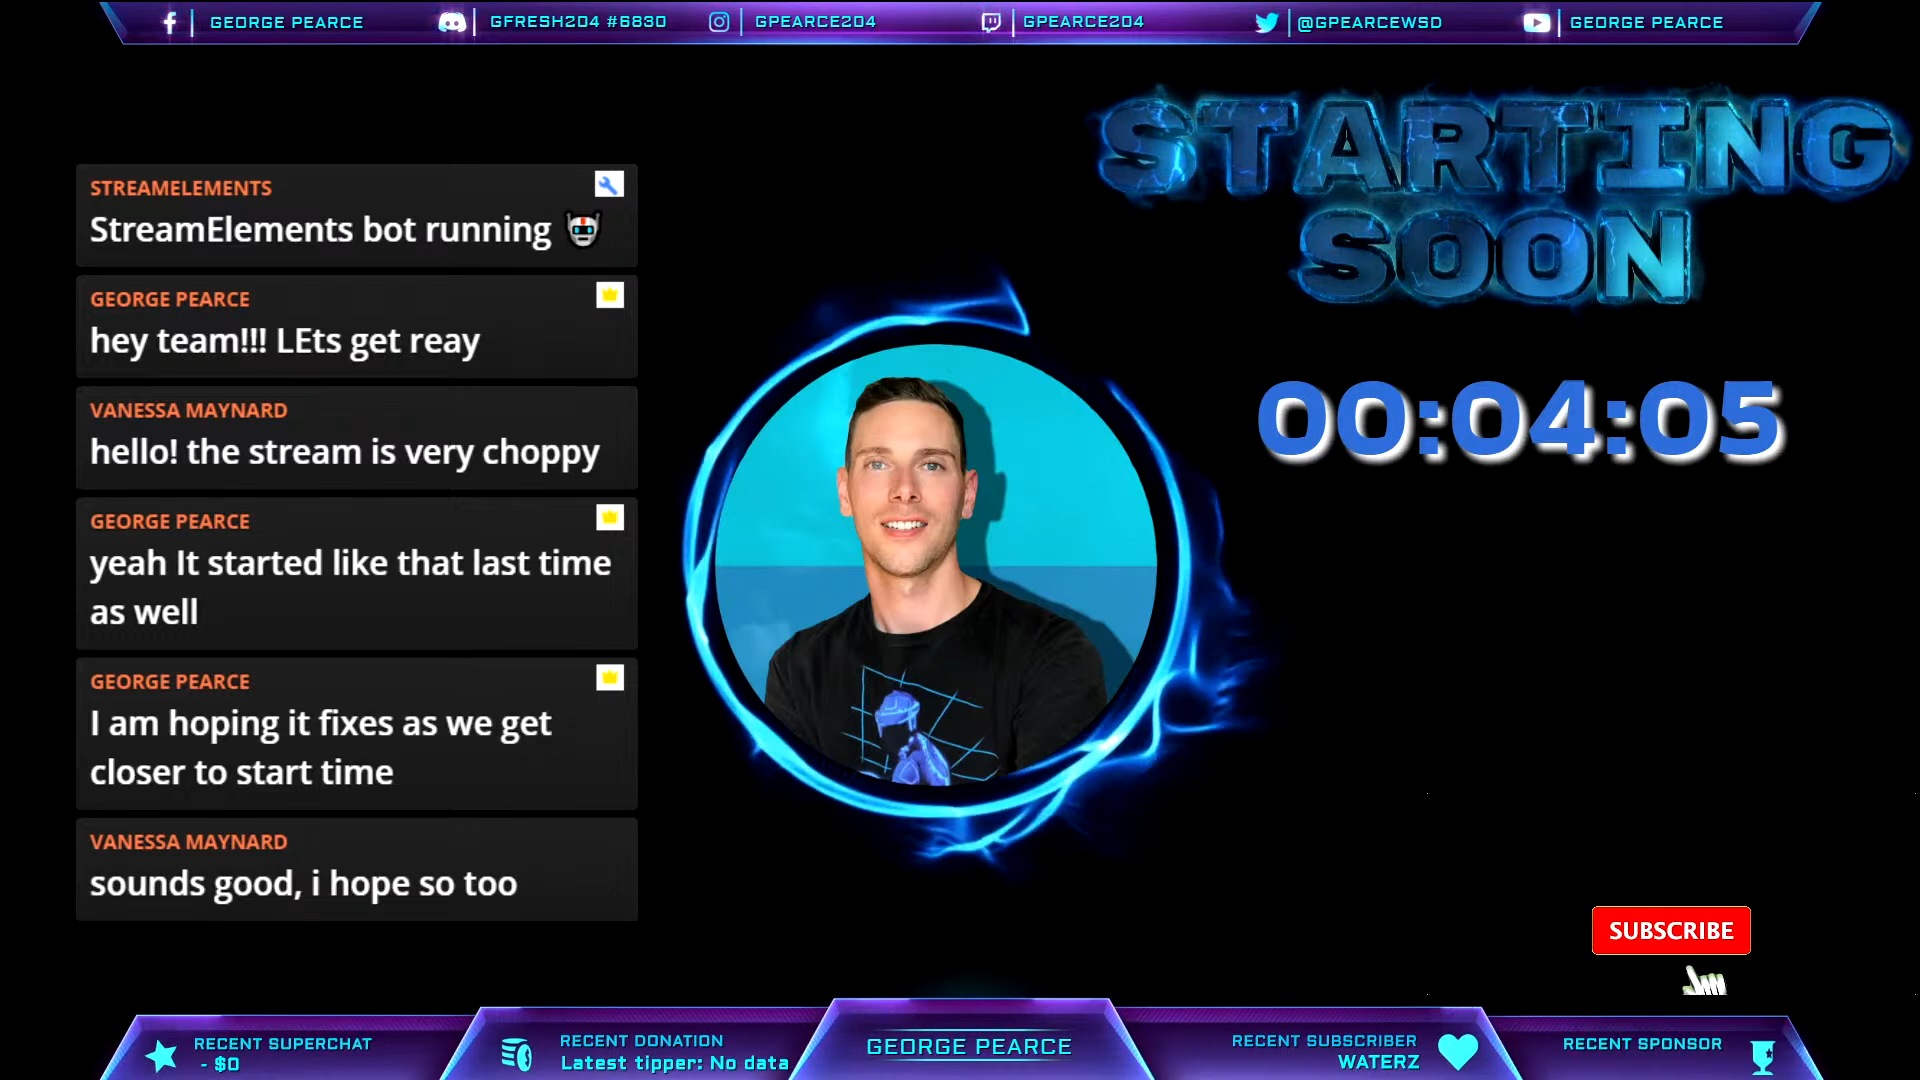 GEORGE PEARCE
GFRESH204 #6830
GPEARCE204
GPEARCE204
@GPEARCEWSD
GEORGE PEARCE
STARTING
SOON
00:04:05
STREAMELEMENTS
StreamElements bot running
GEORGE PEARCE
hey team!!! LEts get reay
VANESSA MAYNARD
hello! the stream is very choppy
GEORGE PEARCE
yeah It started like that last time
as well
GEORGE PEARCE
I am hoping it fixes as we get
closer to start time
VANESSA MAYNARD
sounds good, i hope so too
SUBSCRIBE
RECENT SUPERCHAT
- $0
RECENT DONATION
Latest tipper: No data
GEORGE PEARCE
RECENT SUBSCRIBER
WATERZ
RECENT SPONSOR